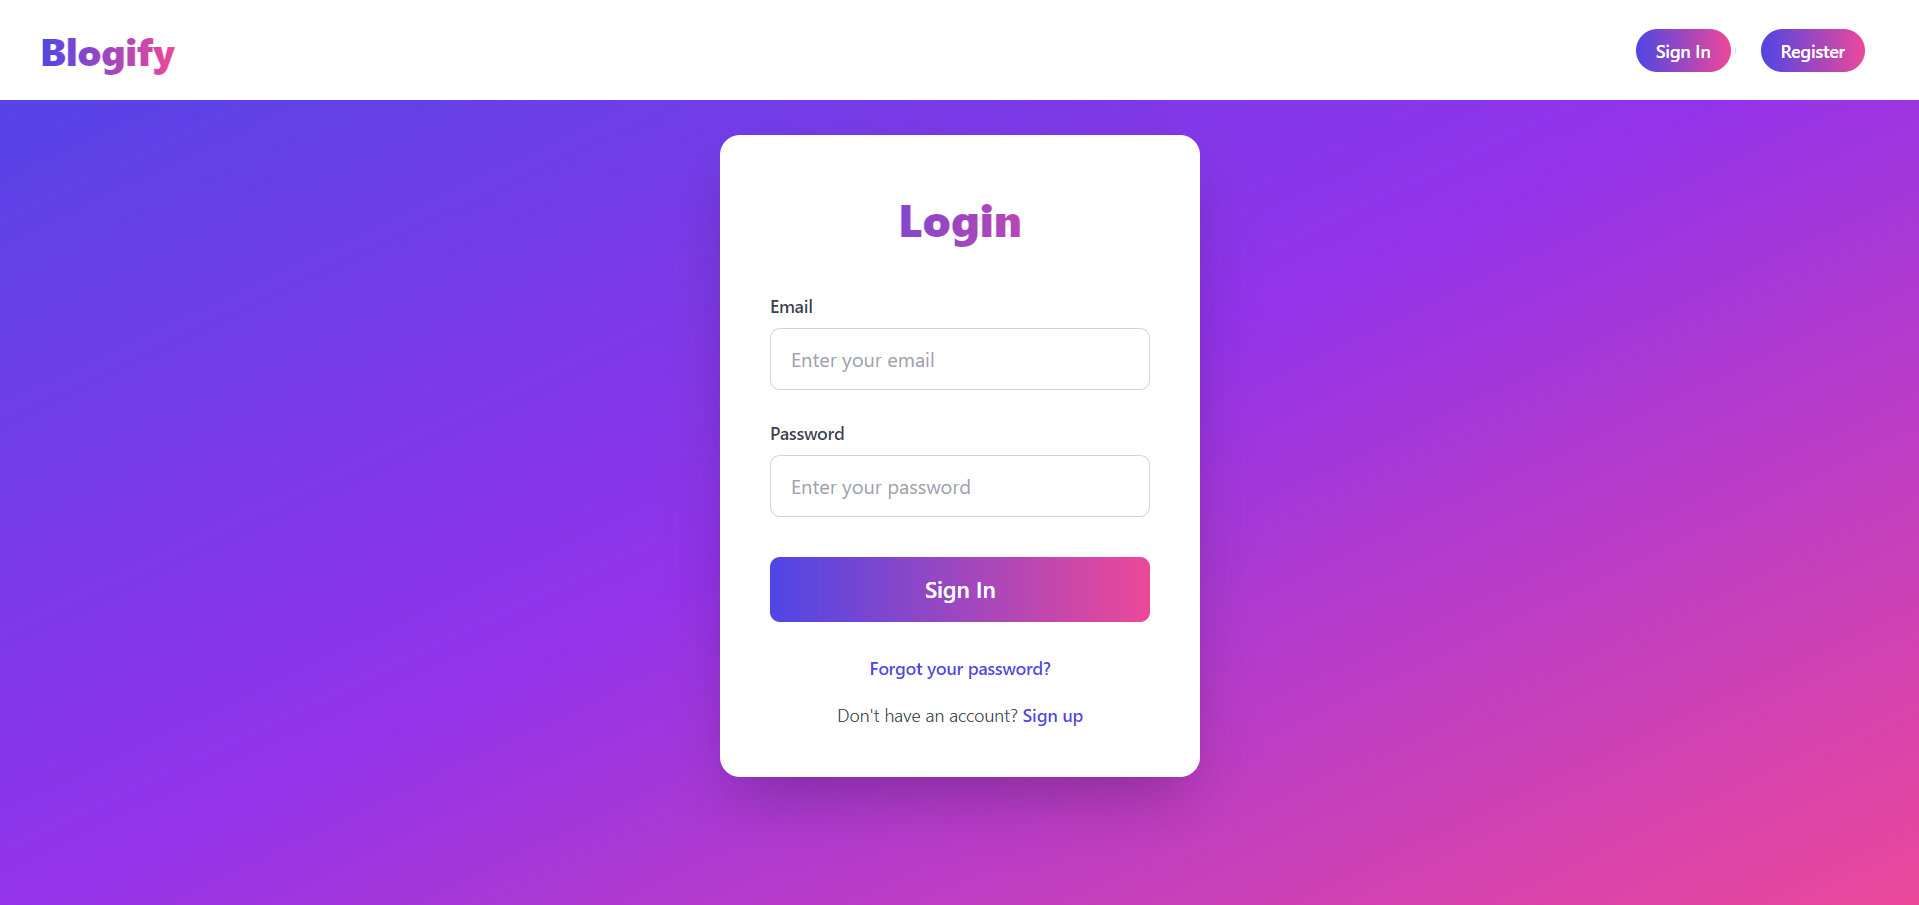 Blogify
Sign In
Register
Login
Email
Enter your email
Password
Enter your password
Sign In
Forgot your password?
Don't have an account? Sign up